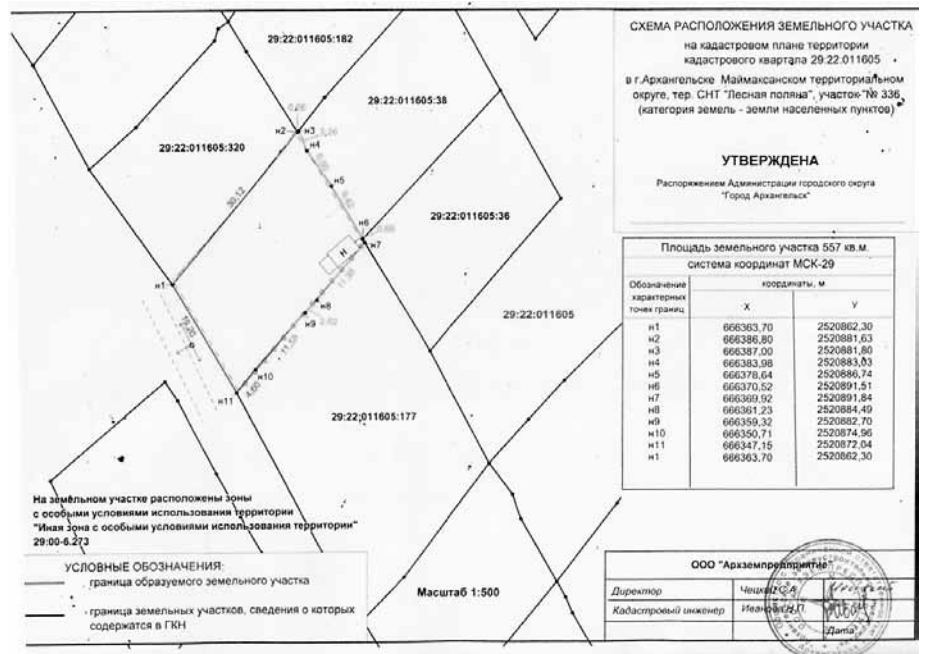 29:22:011605:182
29:22:011605:38
29:22:011605:320
29:22:011605:36
29:22:011605
29:22:011605:177
н1
н2
н3
н4
н5
н6
н7
н8
н9
н10
н11
30,12
19,20
11,38
11,53
4,60
Н
На земельном участке расположены зоны
с особыми условиями использования территории
"Иная зона с особыми условиями использования территории"
29:00-6.273
УСЛОВНЫЕ ОБОЗНАЧЕНИЯ:
граница образуемого земельного участка
граница земельных участков, сведения о которых
содержатся в ГКН
Масштаб 1:500
СХЕМА РАСПОЛОЖЕНИЯ ЗЕМЕЛЬНОГО УЧАСТКА
на кадастровом плане территории
кадастрового квартала 29:22:011605
в г.Архангельске Маймаксанском территориальном
округе, тер. СНТ "Лесная поляна", участок № 336
(категория земель - земли населенных пунктов)
УТВЕРЖДЕНА
Распоряжением Администрации городского округа
"Город Архангельск"
Площадь земельного участка 557 кв.м.
система координат МСК-29
Обозначение характерных точек границ
координаты, м
X Y
н1 666363,70 2520862,30
н2 666386,80 2520881,63
н3 666387,00 2520881,80
н4 666383,98 2520883,03
н5 666378,64 2520886,74
н6 666370,52 2520891,51
н7 666369,92 2520891,84
н8 666361,23 2520884,49
н9 666359,32 2520882,70
н10 666350,71 2520874,96
н11 666347,15 2520872,04
н1 666363,70 2520862,30
ООО "Архземпредприятие"
Директор
Кадастровый инженер
Дата